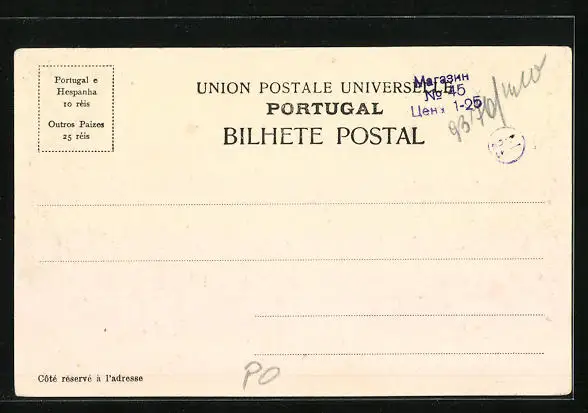 Portugal e
Hespanha
10 réis
Outros Paizes
25 réis
UNION POSTALE UNIVERSELLE
PORTUGAL
BILHETE POSTAL
Магазин
№ 45
Цена 1-25
Côté réservé à l'adresse
PO